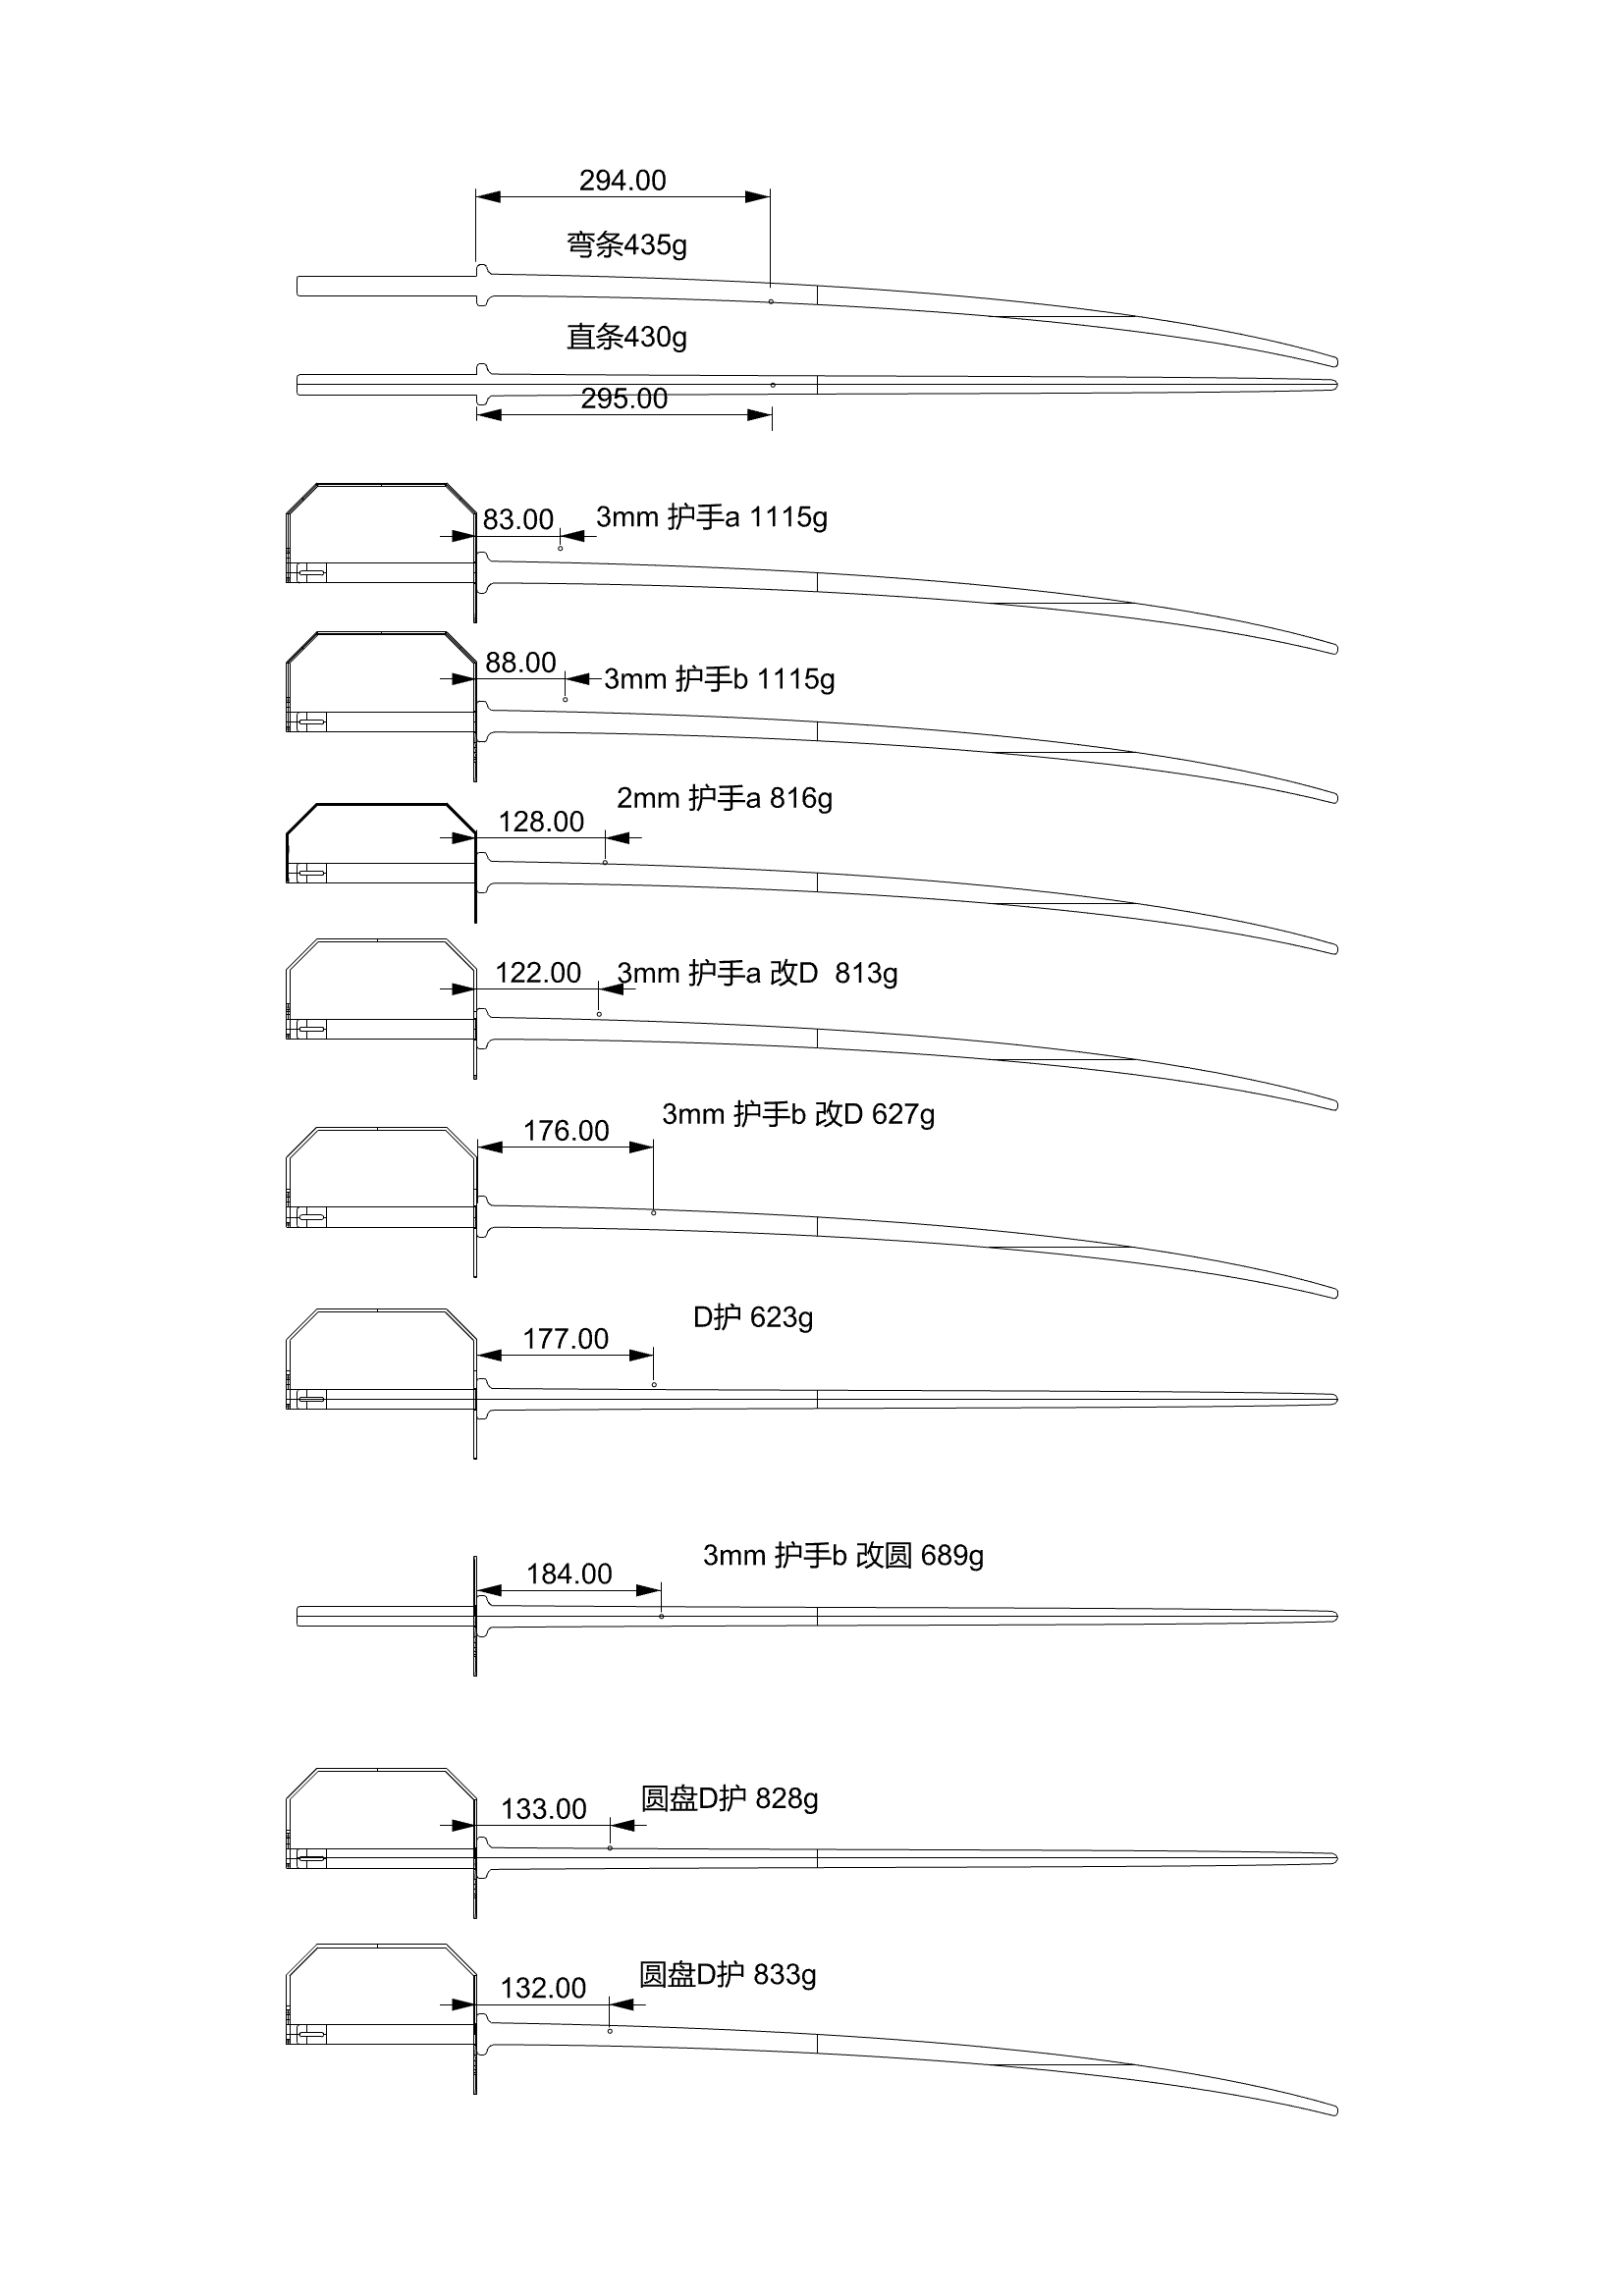 294.00
弯条435g
直条430g
295.00
83.00
3mm 护手a 1115g
88.00
3mm 护手b 1115g
2mm 护手a 816g
128.00
122.00
3mm 护手a 改D  813g
3mm 护手b 改D 627g
176.00
D护 623g
177.00
3mm 护手b 改圆 689g
184.00
圆盘D护 828g
133.00
圆盘D护 833g
132.00